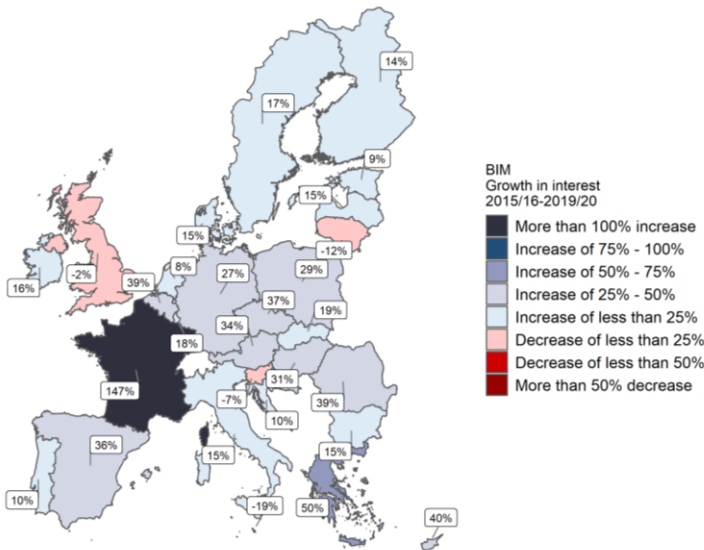 14%
17%
9%
15%
15%
-12%
8%
27%
29%
16%
-2%
39%
37%
19%
34%
18%
147%
31%
-7%
39%
10%
36%
15%
15%
10%
-19%
50%
40%
BIM
Growth in interest
2015/16-2019/20
More than 100% increase
Increase of 75% - 100%
Increase of 50% - 75%
Increase of 25% - 50%
Increase of less than 25%
Decrease of less than 25%
Decrease of less than 50%
More than 50% decrease